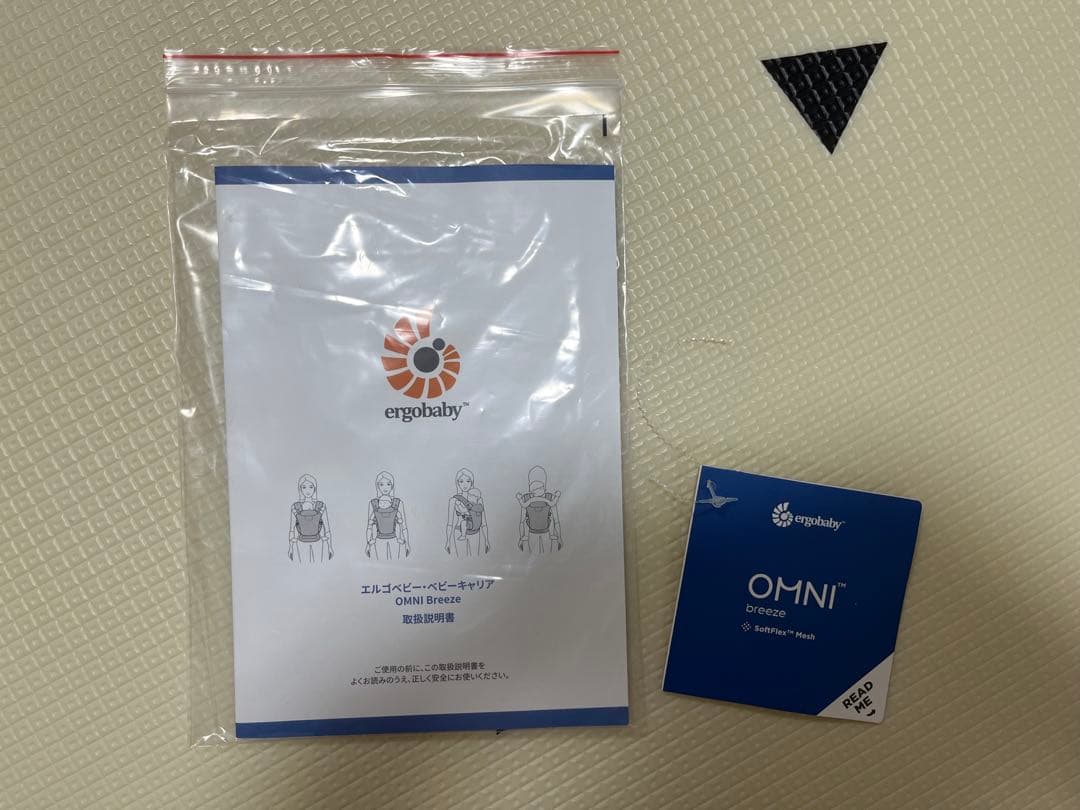 ergobaby™
エルゴベビー・ベビーキャリア
OMNI Breeze
取扱説明書
ご使用の前に、この取扱説明書を
よくお読みのうえ、正しく安全にお使いください。
ergobaby™
OMNI™
breeze
SoftFlex™ Mesh
READ
ME